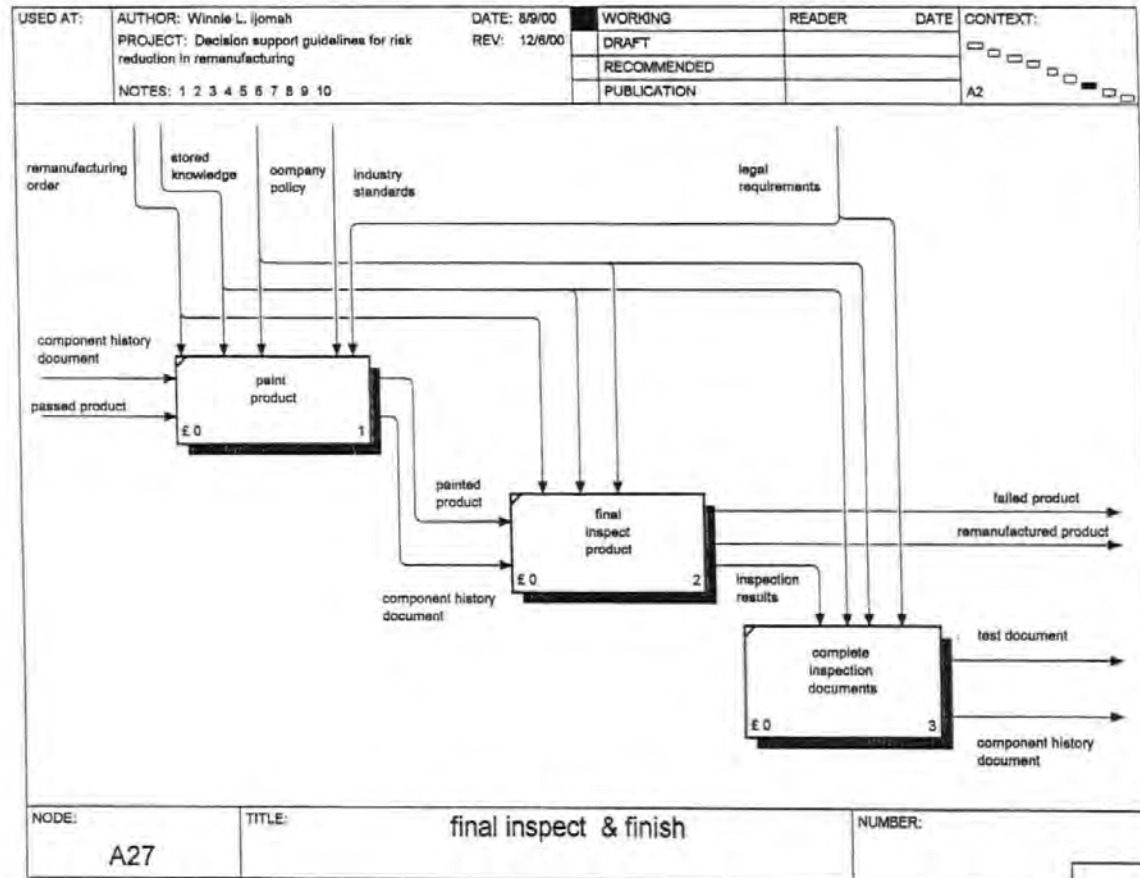 USED AT:
AUTHOR: Winnie L. Ijomah
DATE: 8/9/00
PROJECT: Decision support guidelines for risk
reduction in remanufacturing
REV: 12/6/00
NOTES: 1 2 3 4 5 6 7 8 9 10
WORKING
DRAFT
RECOMMENDED
PUBLICATION
READER
DATE
CONTEXT:
A2
remanufacturing
order
stored
knowledge
company
policy
industry
standards
legal
requirements
component history
document
passed product
paint
product
£ 0
1
painted
product
component history
document
final
inspect
product
£ 0
2
failed product
remanufactured product
inspection
results
complete
inspection
documents
£ 0
3
test document
component history
document
NODE:
A27
TITLE:
final inspect & finish
NUMBER: